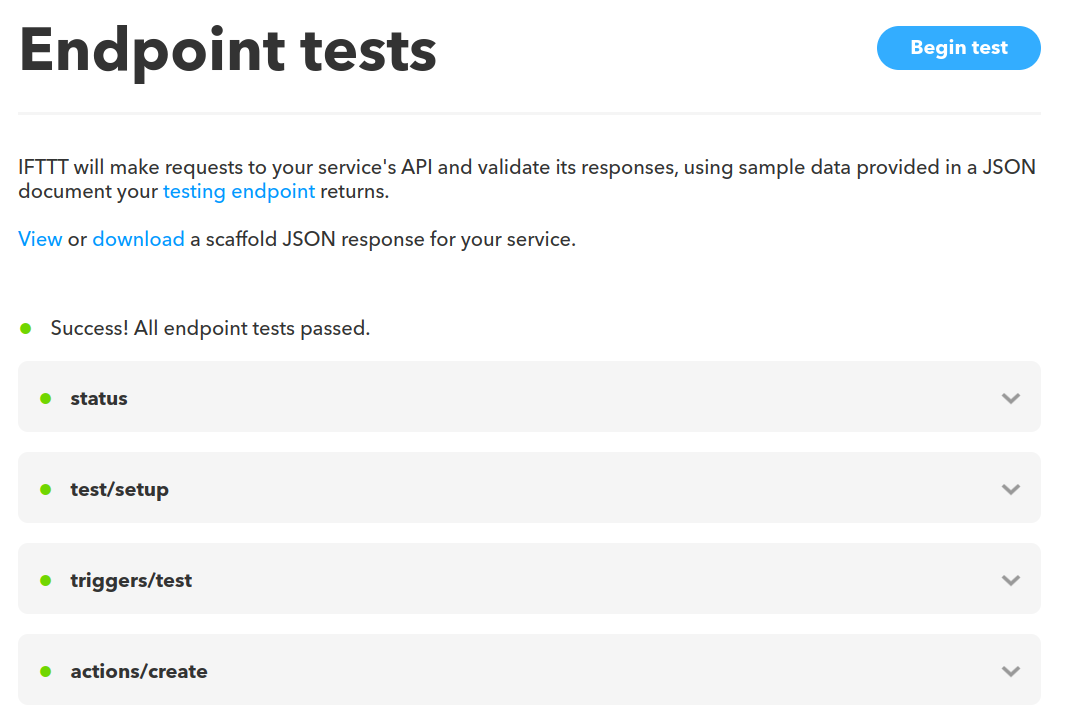 Endpoint tests
Begin test
IFTTT will make requests to your service's API and validate its responses, using sample data provided in a JSON
document your testing endpoint returns.
View or download a scaffold JSON response for your service.
Success! All endpoint tests passed.
status
test/setup
triggers/test
actions/create